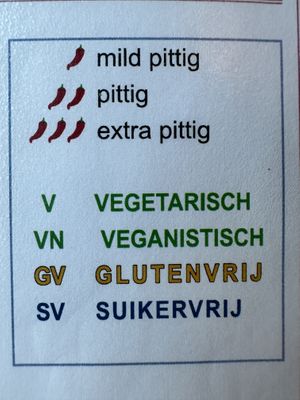 mild pittig
pittig
extra pittig
V VEGETARISCH
VN VEGANISTISCH
GV GLUTENVRIJ
SV SUIKERVRIJ